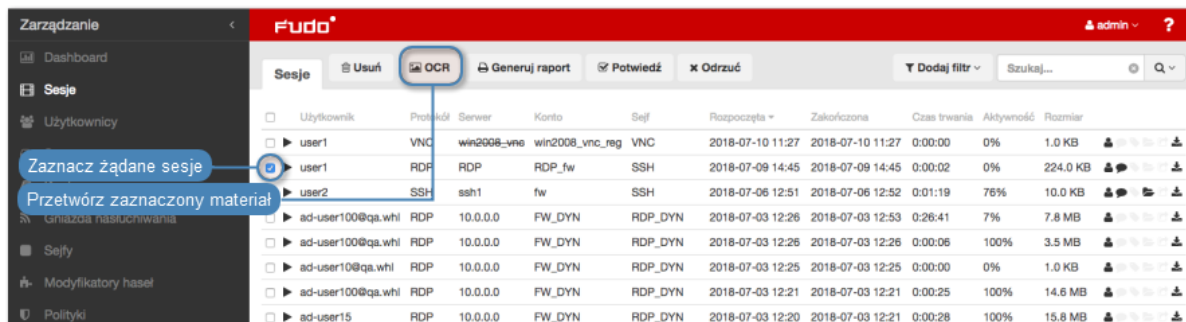 Zarządzanie
FUDO
admin
?
Dashboard
Sesje
Użytkownicy
Sesje
Usuń
OCR
Generuj raport
Potwiedź
Odrzuć
Dodaj filtr
Szukaj...
Użytkownik Protokół Serwer Konto Sejf Rozpoczęta Zakończona Czas trwania Aktywność Rozmiar
user1 VNC win2008_vnc win2008_vnc_reg VNC 2018-07-10 11:27 2018-07-10 11:27 0:00:00 0% 1.0 KB
Zaznacz żądane sesje
user1 RDP RDP RDP_fw SSH 2018-07-09 14:45 2018-07-09 14:45 0:00:02 0% 224.0 KB
Przetwórz zaznaczony materiał
user2 SSH ssh1 fw SSH 2018-07-06 12:51 2018-07-06 12:52 0:01:19 76% 10.0 KB
Gniazda nasłuchiwania
ad-user100@qa.whl RDP 10.0.0.0 FW_DYN RDP_DYN 2018-07-03 12:26 2018-07-03 12:53 0:26:41 7% 7.8 MB
Sejfy
ad-user100@qa.whl RDP 10.0.0.0 FW_DYN RDP_DYN 2018-07-03 12:26 2018-07-03 12:26 0:00:06 100% 3.5 MB
Modyfikatory haseł
ad-user10@qa.whl RDP 10.0.0.0 FW_DYN RDP_DYN 2018-07-03 12:25 2018-07-03 12:25 0:00:00 0% 1.0 KB
ad-user100@qa.whl RDP 10.0.0.0 FW_DYN RDP_DYN 2018-07-03 12:21 2018-07-03 12:21 0:00:25 100% 14.6 MB
Polityki
ad-user15 RDP 10.0.0.0 FW_DYN RDP_DYN 2018-07-03 12:20 2018-07-03 12:21 0:00:28 100% 15.8 MB